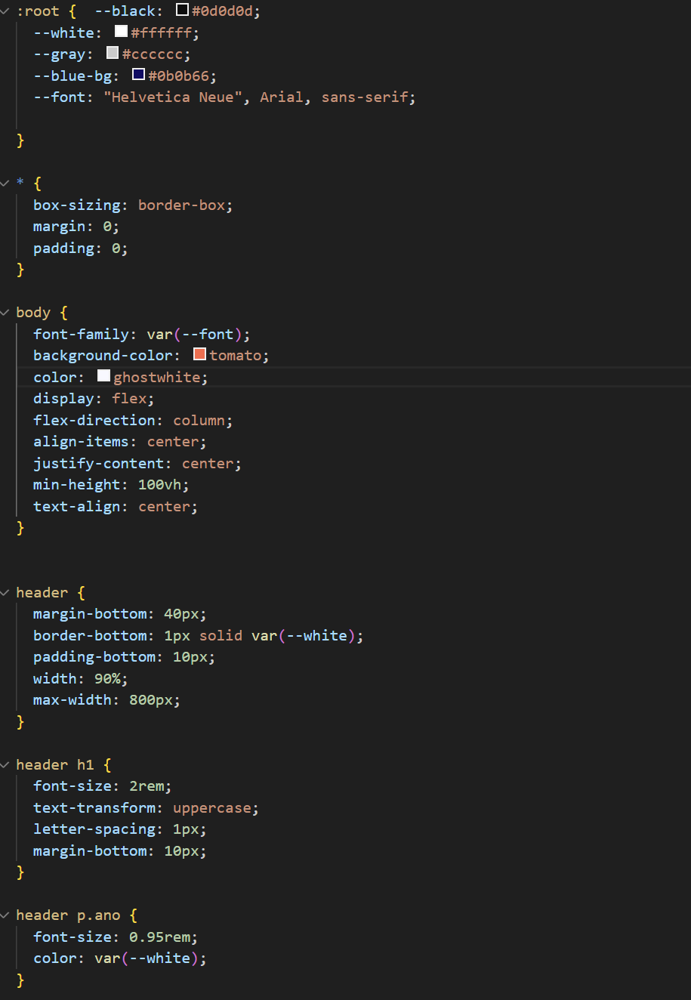 :root {  --black: #0d0d0d;
  --white: #ffffff;
  --gray: #cccccc;
  --blue-bg: #0b0b66;
  --font: "Helvetica Neue", Arial, sans-serif;

}

* {
  box-sizing: border-box;
  margin: 0;
  padding: 0;
}

body {
  font-family: var(--font);
  background-color: tomato;
  color: ghostwhite;
  display: flex;
  flex-direction: column;
  align-items: center;
  justify-content: center;
  min-height: 100vh;
  text-align: center;
}


header {
  margin-bottom: 40px;
  border-bottom: 1px solid var(--white);
  padding-bottom: 10px;
  width: 90%;
  max-width: 800px;
}

header h1 {
  font-size: 2rem;
  text-transform: uppercase;
  letter-spacing: 1px;
  margin-bottom: 10px;
}

header p.ano {
  font-size: 0.95rem;
  color: var(--white);
}